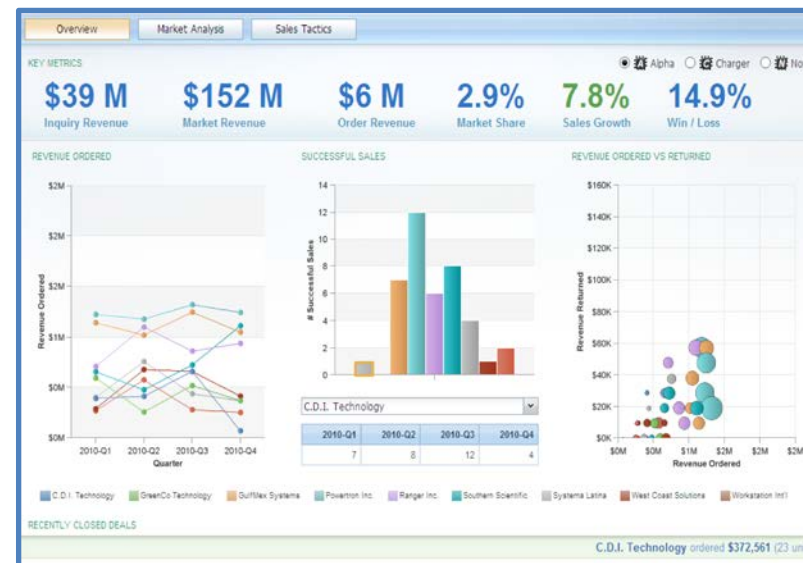 Overview Market Analysis Sales Tactics
KEY METRICS
Alpha Charger No
$39 M $152 M $6 M 2.9% 7.8% 14.9%
Inquiry Revenue Market Revenue Order Revenue Market Share Sales Growth Win / Loss
REVENUE ORDERED
$2M
$2M
$2M
$1M
$0M
$0M
Revenue Ordered
2010-Q1 2010-Q2 2010-Q3 2010-Q4
Quarter
SUCCESSFUL SALES
14
12
10
8
6
4
2
0
# Successful Sales
C.D.I. Technology
2010-Q1 2010-Q2 2010-Q3 2010-Q4
7 8 12 4
REVENUE ORDERED VS RETURNED
$160K
$140K
$120K
$100K
$80K
$60K
$40K
$20K
$0K
Revenue Returned
$0M $0M $1M $2M $2M $3M
Revenue Ordered
C.D.I. Technology GreenCo Technology GulfMex Systems Powertron Inc. Ranger Inc. Southern Scientific Systema Latina West Coast Solutions Workstation Int'l
RECENTLY CLOSED DEALS
C.D.I. Technology ordered $372,561 (23 un